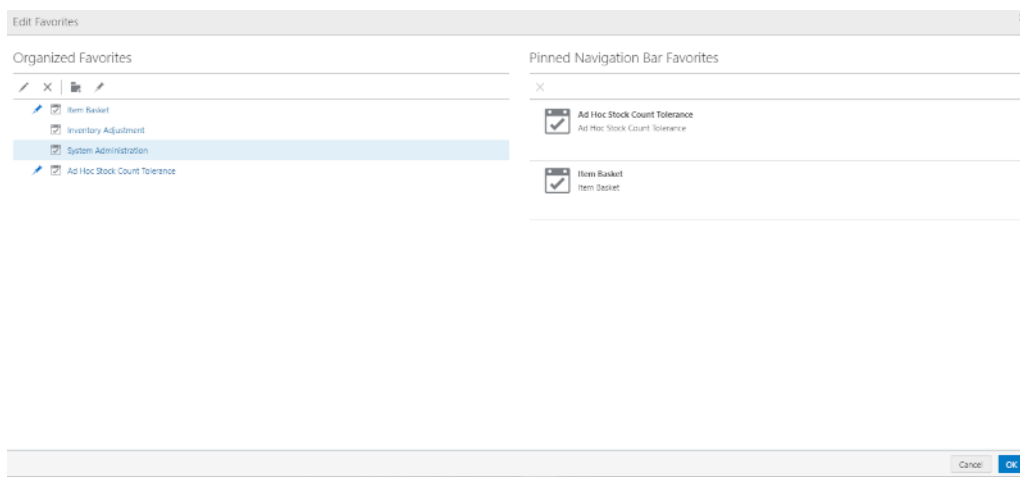 Edit Favorites
Organized Favorites
Item Basket
Inventory Adjustment
System Administration
Ad Hoc Stock Count Tolerance
Pinned Navigation Bar Favorites
Ad Hoc Stock Count Tolerance
Ad Hoc Stock Count Tolerance
Item Basket
Item Basket
Cancel
OK